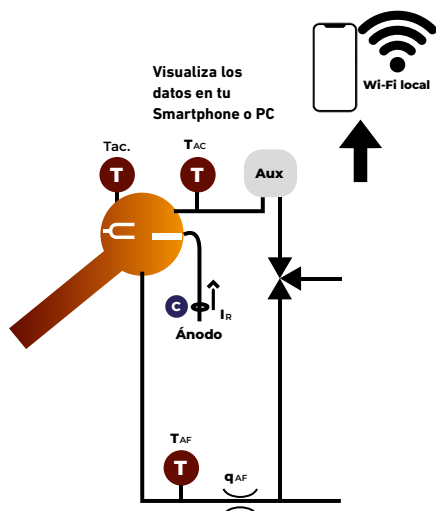 Visualiza los
datos en tu
Smartphone o PC
Wi-Fi local
Tac.
TAC
T
T
Aux
C
IR
Ánodo
TAF
T
qAF